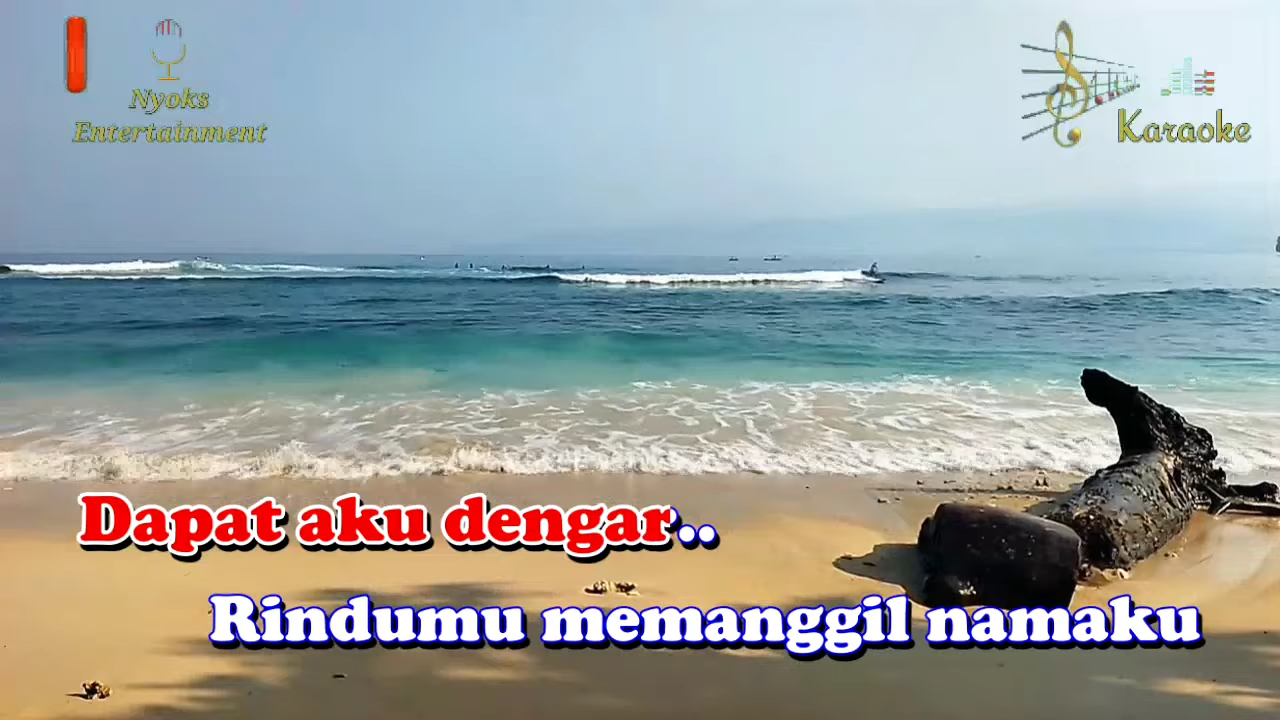 Nyoks
Entertainment
Karaoke
Dapat aku dengar..
Rindumu memanggil namaku